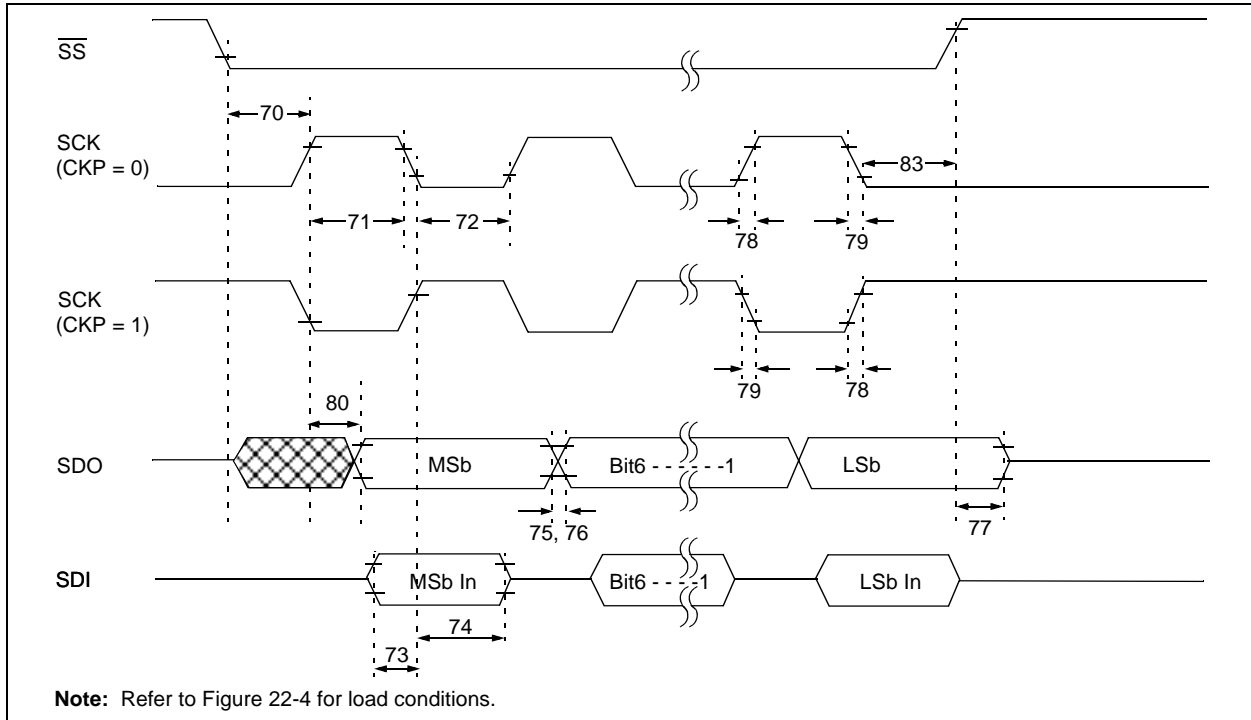 SS
70
SCK
(CKP = 0)
83
71
72
78
79
SCK
(CKP = 1)
79
78
80
SDO
MSb
Bit6 - - - - - -1
LSb
75, 76
77
SDI
MSb In
Bit6 - - - -1
LSb In
74
73
Note: Refer to Figure 22-4 for load conditions.